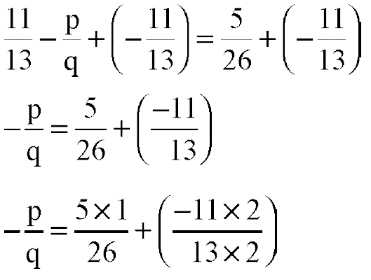 11/13 − p/q + (− 11/13) = 5/26 + (− 11/13)
− p/q = 5/26 + (−11/13)
− p/q = 5×1/26 + (−11×2/13×2)